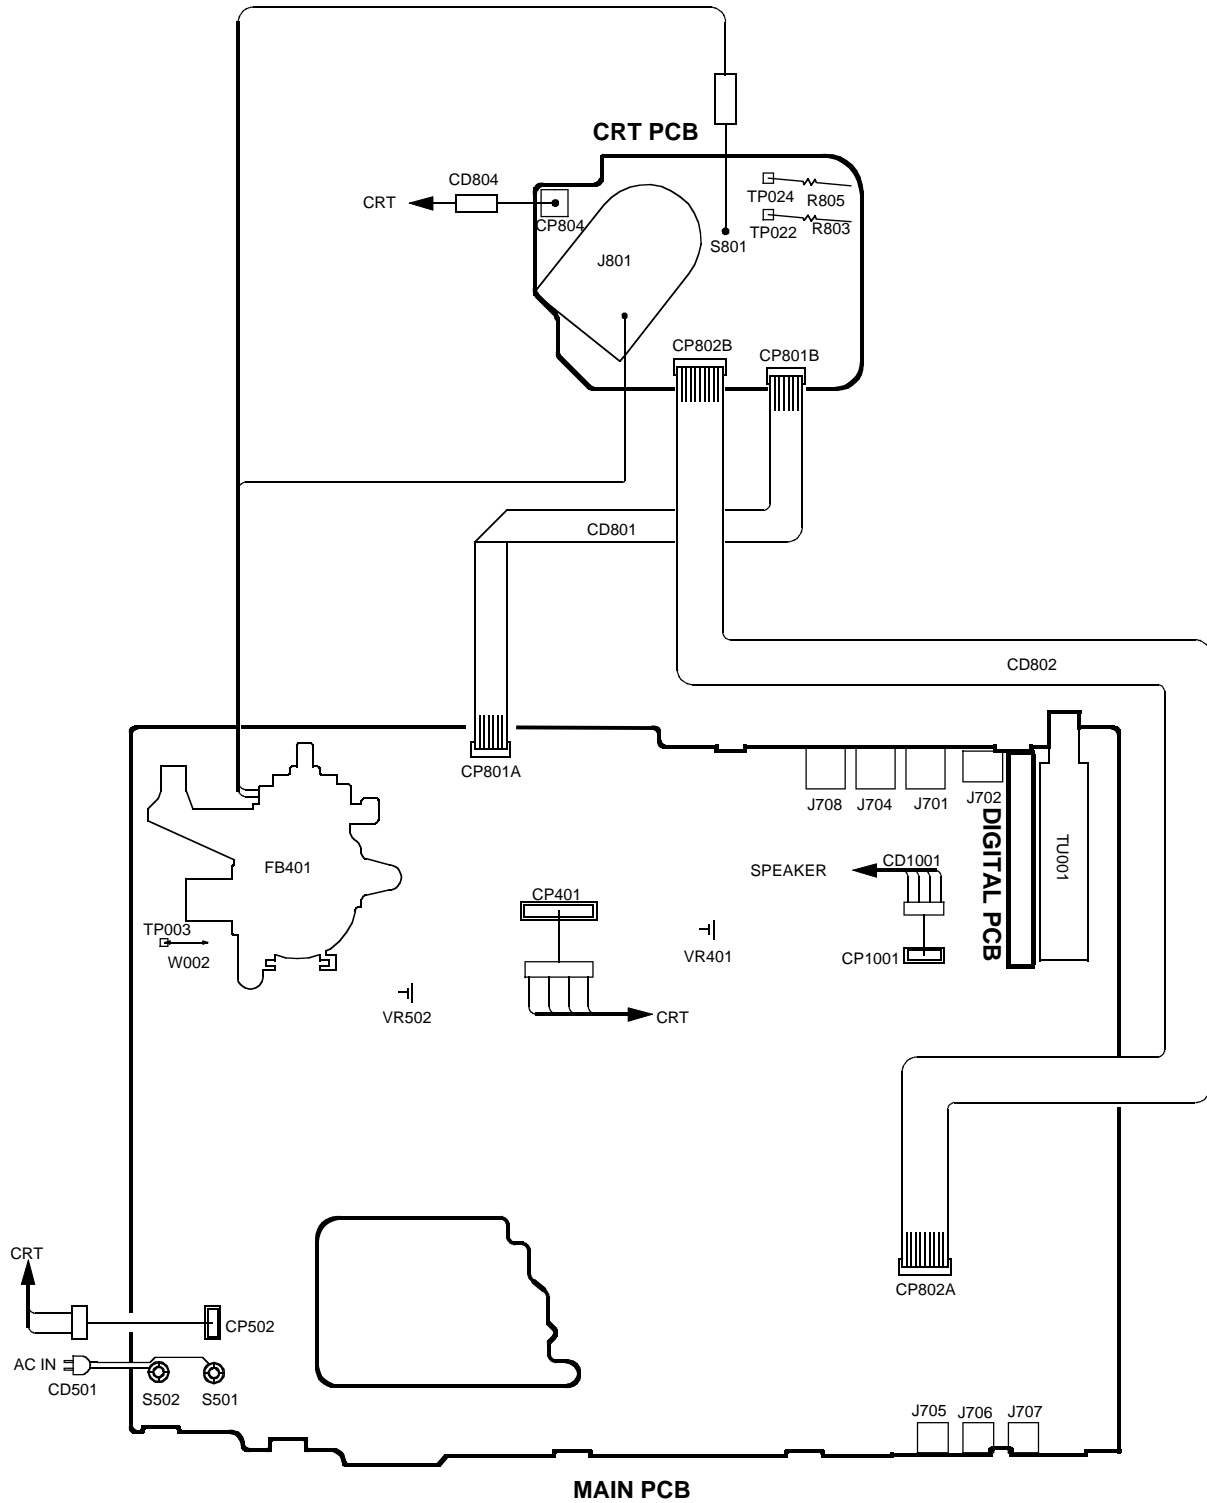 CRT PCB
CD804
CRT
CP804
TP024
R805
TP022
R803
S801
J801
CP802B
CP801B
CD801
CD802
CP801A
J708
J704
J701
J702
DIGITAL PCB
TU001
FB401
CD1001
SPEAKER
CP401
TP003
W002
VR401
CP1001
VR502
CRT
CRT
CP802A
CP502
AC IN
CD501
S502
S501
J705
J706
J707
MAIN PCB